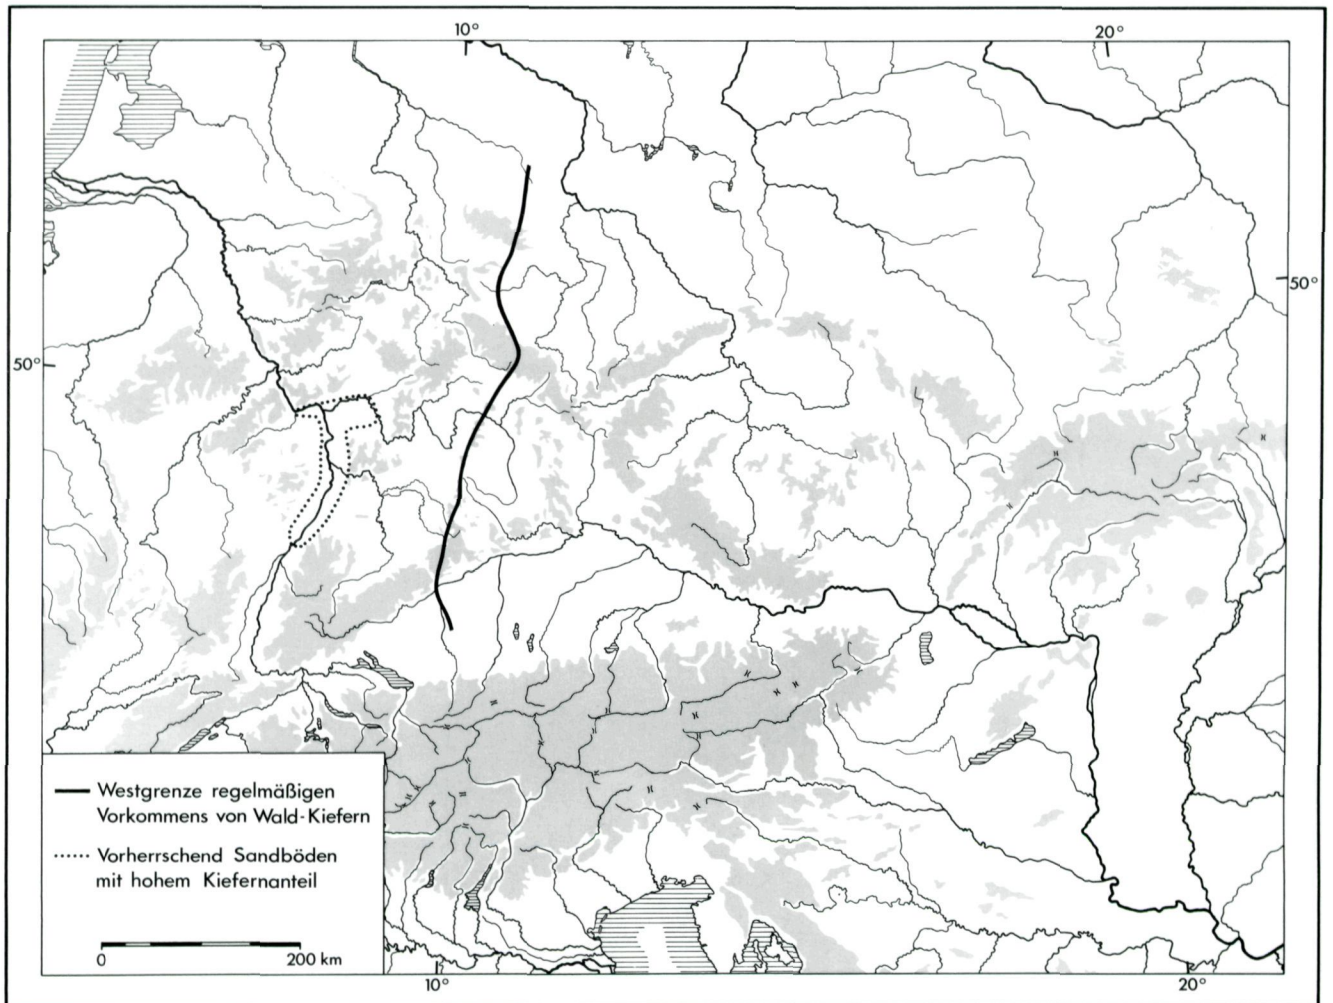 10°
20°
50°
50°
Westgrenze regelmäßigen
Vorkommens von Wald-Kiefern
Vorherrschend Sandböden
mit hohem Kiefernanteil
0
200 km
10°
20°